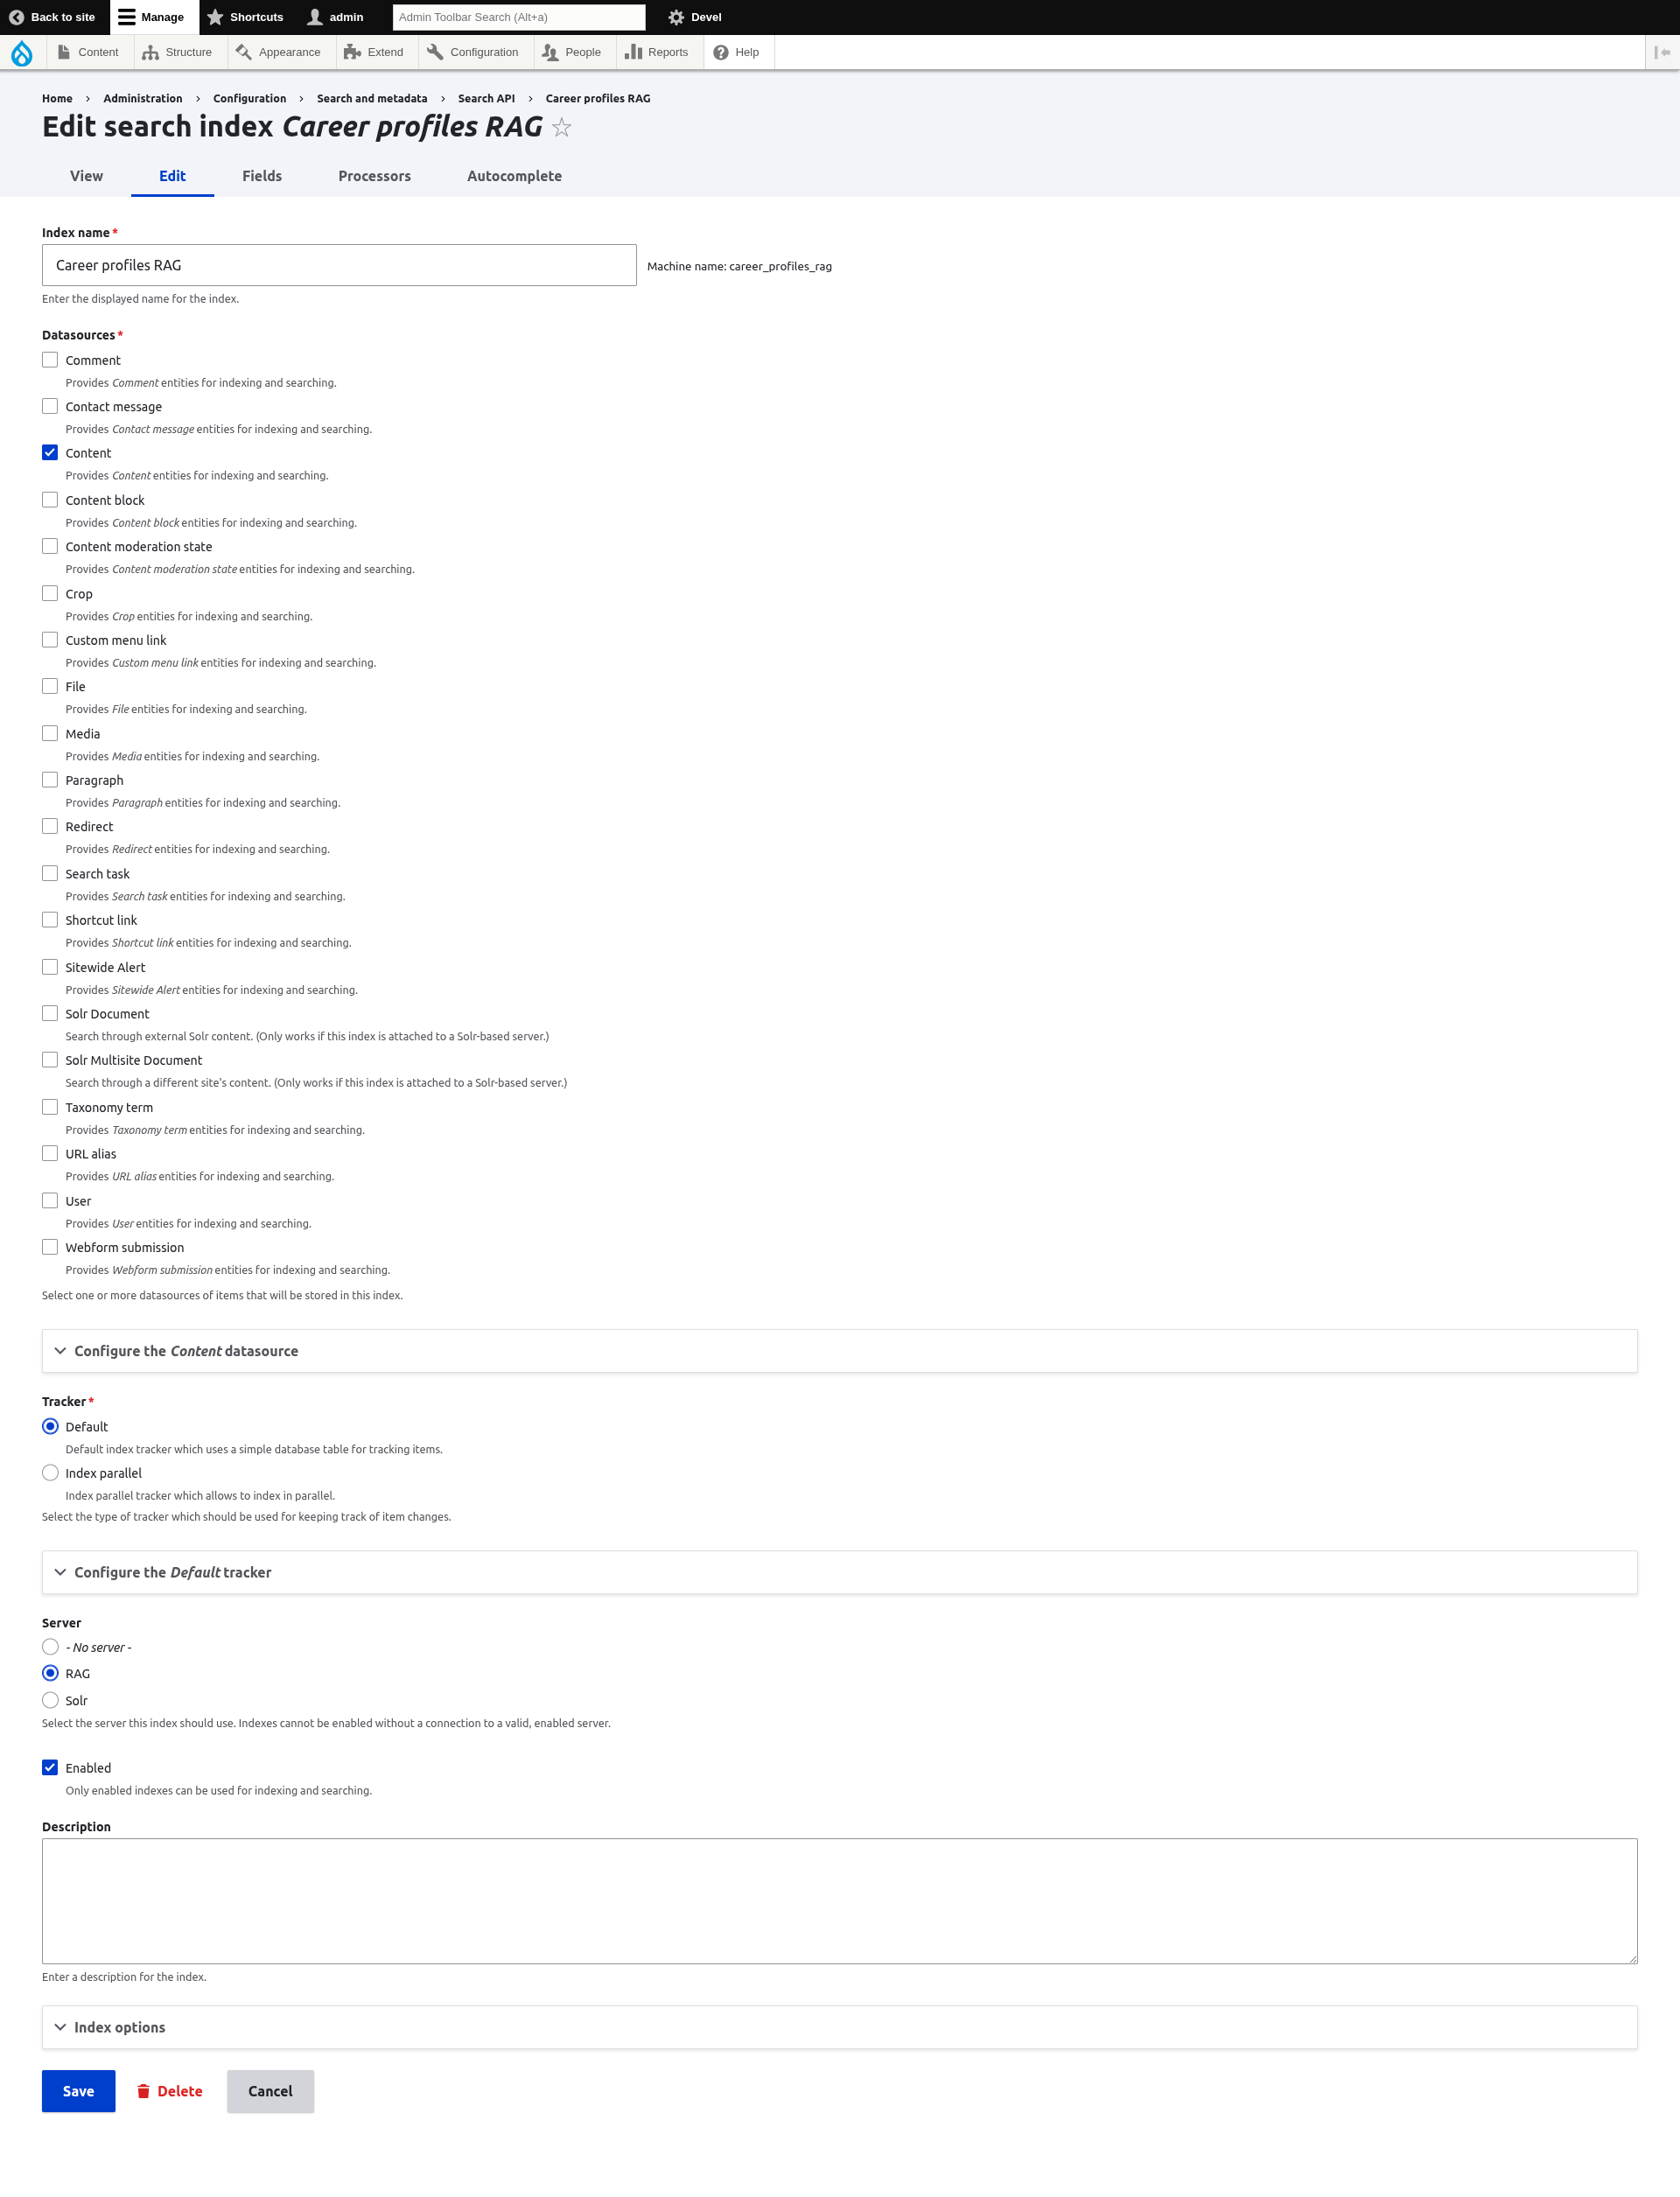 Back to site Manage Shortcuts admin Admin Toolbar Search (Alt+a) Devel
Content Structure Appearance Extend Configuration People Reports Help
Home › Administration › Configuration › Search and metadata › Search API › Career profiles RAG
Edit search index Career profiles RAG
View Edit Fields Processors Autocomplete
Index name*
Career profiles RAG Machine name: career_profiles_rag
Enter the displayed name for the index.
Datasources*
Comment
Provides Comment entities for indexing and searching.
Contact message
Provides Contact message entities for indexing and searching.
Content
Provides Content entities for indexing and searching.
Content block
Provides Content block entities for indexing and searching.
Content moderation state
Provides Content moderation state entities for indexing and searching.
Crop
Provides Crop entities for indexing and searching.
Custom menu link
Provides Custom menu link entities for indexing and searching.
File
Provides File entities for indexing and searching.
Media
Provides Media entities for indexing and searching.
Paragraph
Provides Paragraph entities for indexing and searching.
Redirect
Provides Redirect entities for indexing and searching.
Search task
Provides Search task entities for indexing and searching.
Shortcut link
Provides Shortcut link entities for indexing and searching.
Sitewide Alert
Provides Sitewide Alert entities for indexing and searching.
Solr Document
Search through external Solr content. (Only works if this index is attached to a Solr-based server.)
Solr Multisite Document
Search through a different site's content. (Only works if this index is attached to a Solr-based server.)
Taxonomy term
Provides Taxonomy term entities for indexing and searching.
URL alias
Provides URL alias entities for indexing and searching.
User
Provides User entities for indexing and searching.
Webform submission
Provides Webform submission entities for indexing and searching.
Select one or more datasources of items that will be stored in this index.
Configure the Content datasource
Tracker*
Default
Default index tracker which uses a simple database table for tracking items.
Index parallel
Index parallel tracker which allows to index in parallel.
Select the type of tracker which should be used for keeping track of item changes.
Configure the Default tracker
Server
- No server -
RAG
Solr
Select the server this index should use. Indexes cannot be enabled without a connection to a valid, enabled server.
Enabled
Only enabled indexes can be used for indexing and searching.
Description
Enter a description for the index.
Index options
Save Delete Cancel